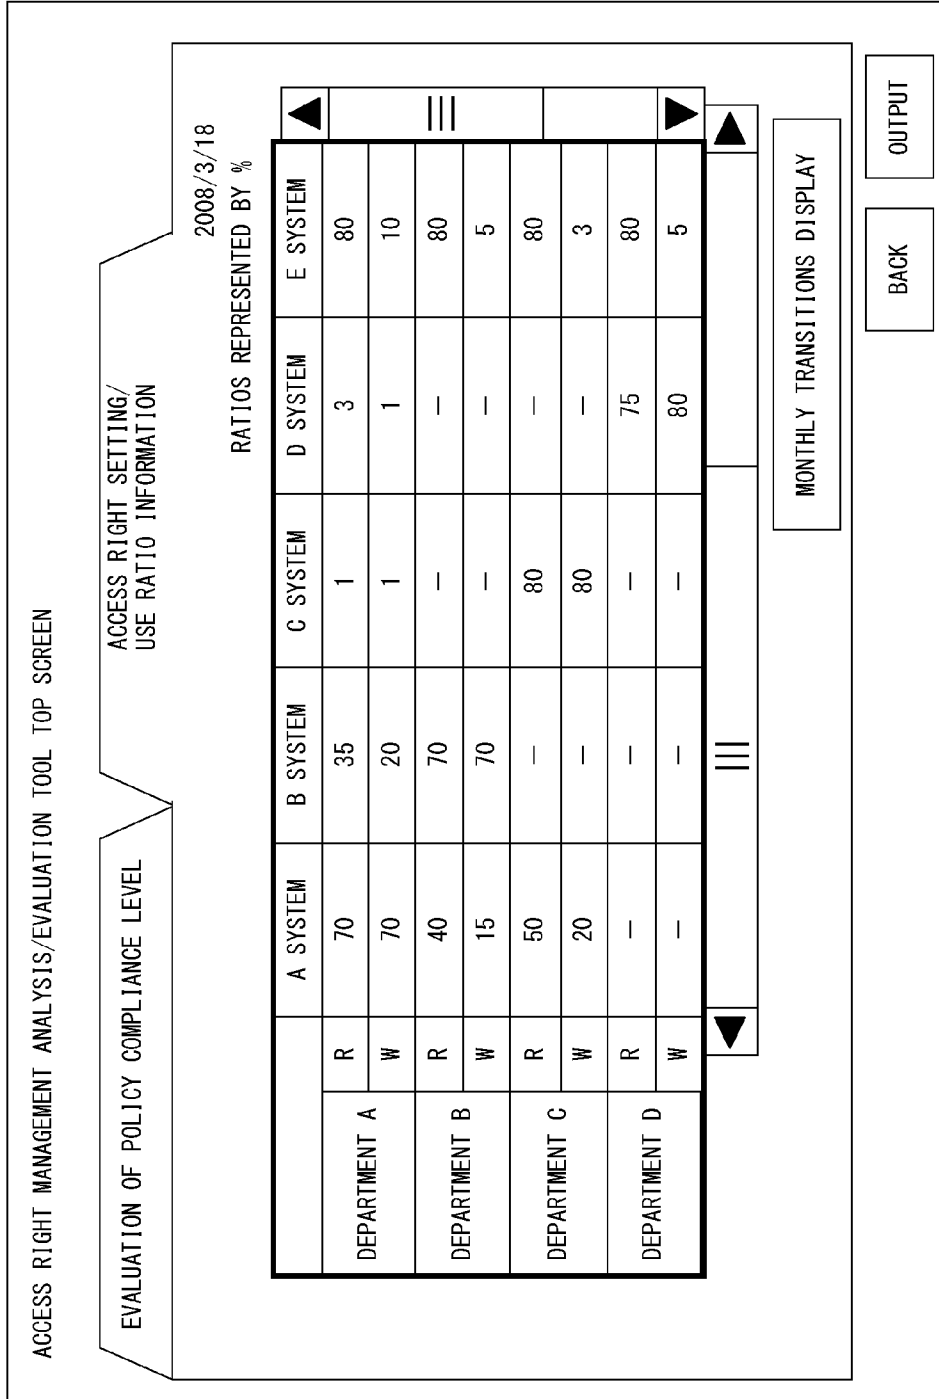 ACCESS RIGHT MANAGEMENT ANALYSIS/EVALUATION TOOL TOP SCREEN
EVALUATION OF POLICY COMPLIANCE LEVEL
ACCESS RIGHT SETTING/
USE RATIO INFORMATION
2008/3/18
RATIOS REPRESENTED BY %
A SYSTEM B SYSTEM C SYSTEM D SYSTEM E SYSTEM
DEPARTMENT A
R 70 35 1 3 80
W 70 20 1 1 10
DEPARTMENT B
R 40 70 — — 80
W 15 70 — — 5
DEPARTMENT C
R 50 — 80 — 80
W 20 — 80 — 3
DEPARTMENT D
R — — — 75 80
W — — — 80 5
MONTHLY TRANSITIONS DISPLAY
BACK
OUTPUT